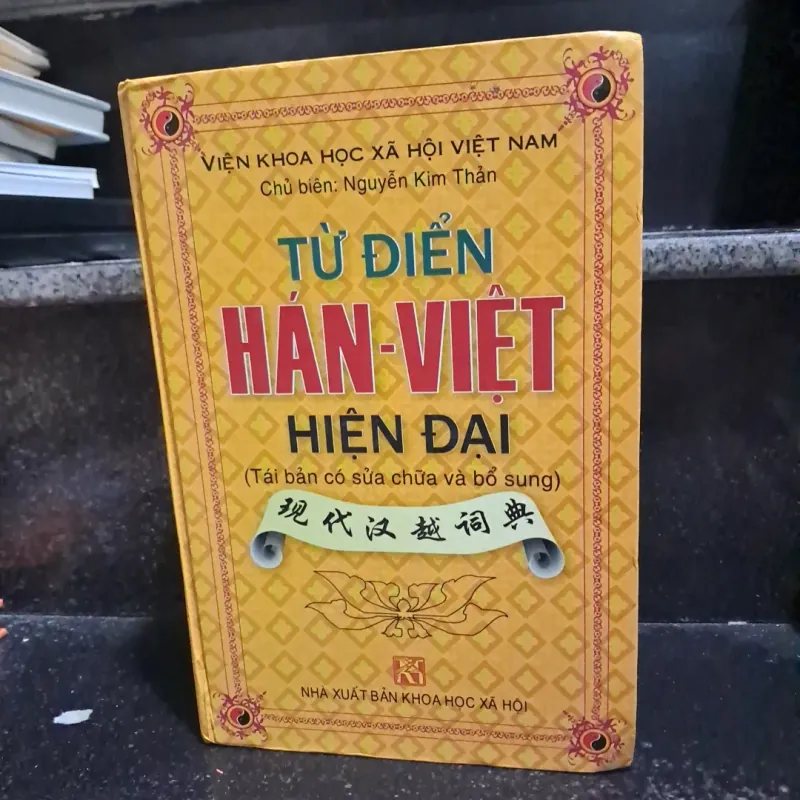 VIỆN KHOA HỌC XÃ HỘI VIỆT NAM
Chủ biên: Nguyễn Kim Thản
TỪ ĐIỂN
HÁN-VIỆT
HIỆN ĐẠI
(Tái bản có sửa chữa và bổ sung)
现代汉越词典
NHÀ XUẤT BẢN KHOA HỌC XÃ HỘI